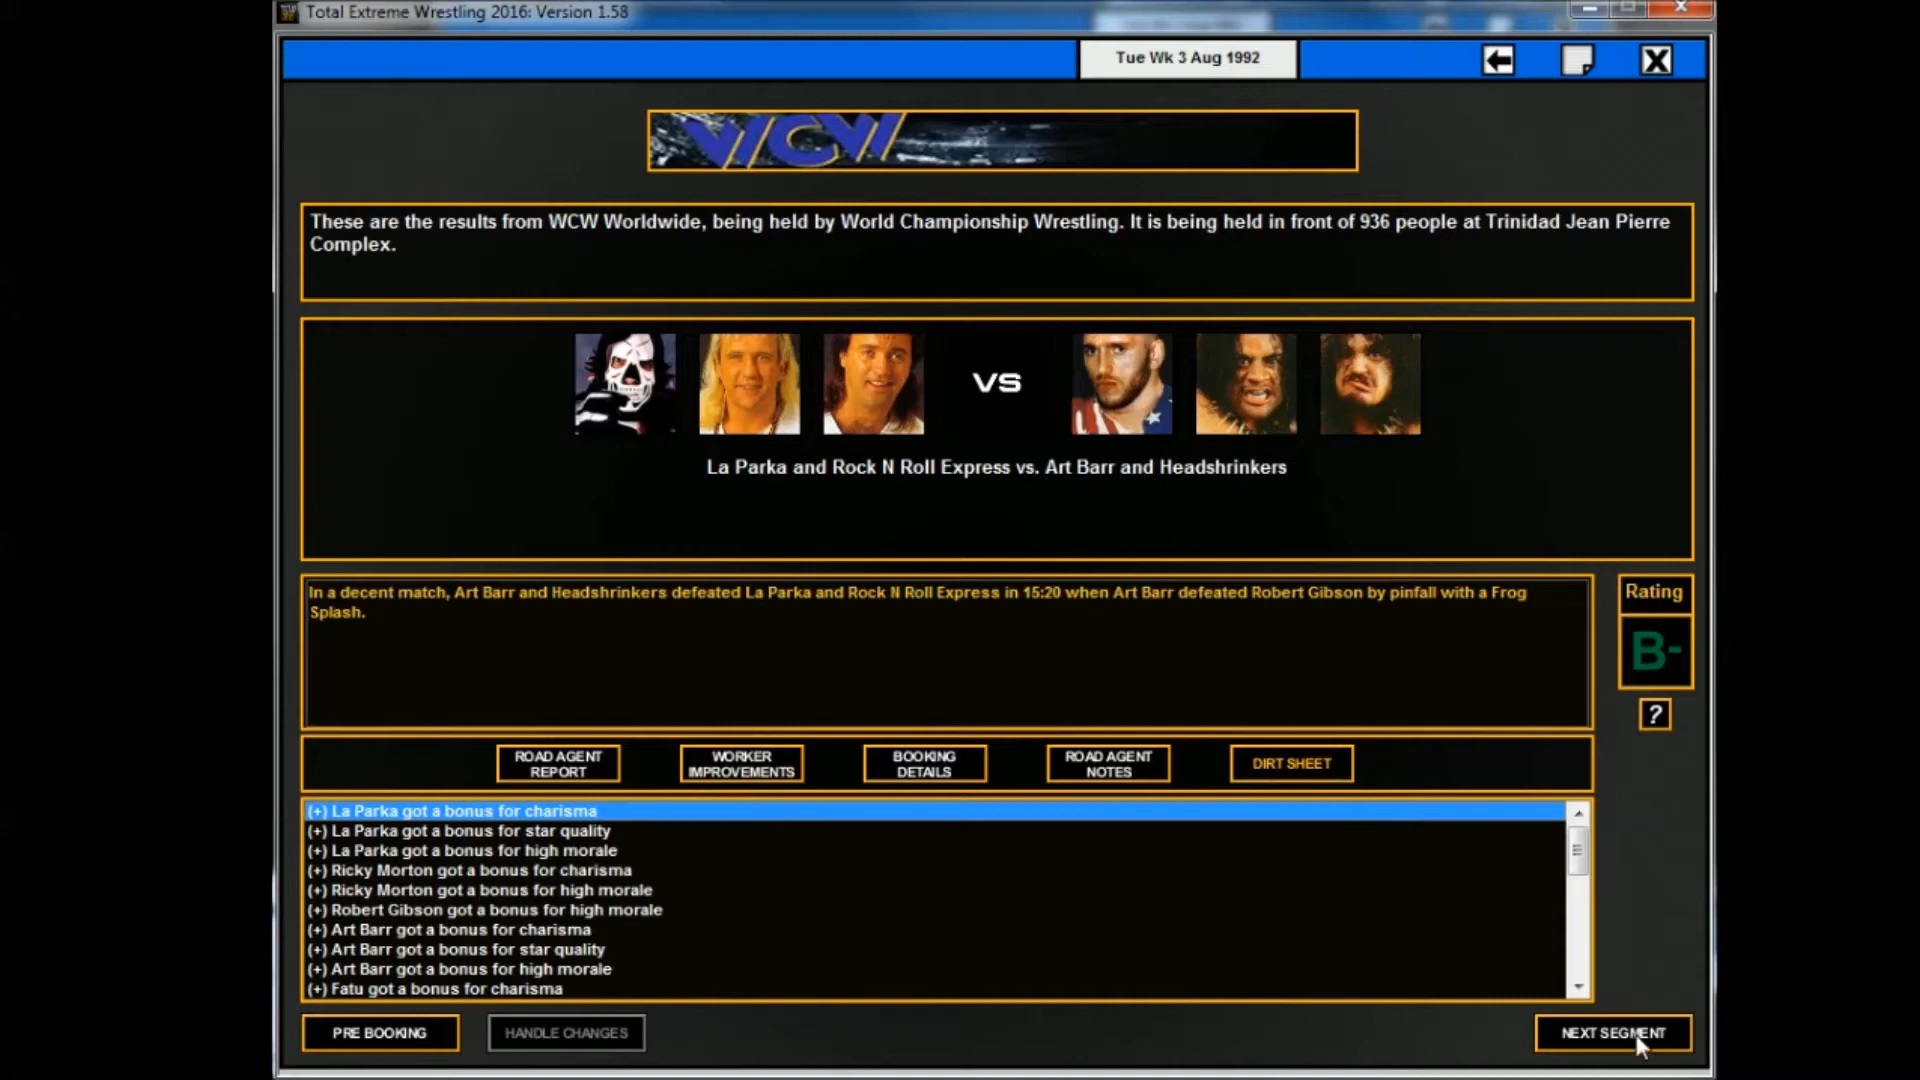 Total Extreme Wrestling 2016: Version 1.58
Tue Wk 3 Aug 1992
WCW
These are the results from WCW Worldwide, being held by World Championship Wrestling. It is being held in front of 936 people at Trinidad Jean Pierre
Complex.
VS
La Parka and Rock N Roll Express vs. Art Barr and Headshrinkers
In a decent match, Art Barr and Headshrinkers defeated La Parka and Rock N Roll Express in 15:20 when Art Barr defeated Robert Gibson by pinfall with a Frog
Splash.
Rating
B-
?
ROAD AGENT
REPORT
WORKER
IMPROVEMENTS
BOOKING
DETAILS
ROAD AGENT
NOTES
DIRT SHEET
(+) La Parka got a bonus for charisma
(+) La Parka got a bonus for star quality
(+) La Parka got a bonus for high morale
(+) Ricky Morton got a bonus for charisma
(+) Ricky Morton got a bonus for high morale
(+) Robert Gibson got a bonus for high morale
(+) Art Barr got a bonus for charisma
(+) Art Barr got a bonus for star quality
(+) Art Barr got a bonus for high morale
(+) Fatu got a bonus for charisma
PRE BOOKING
HANDLE CHANGES
NEXT SEGMENT